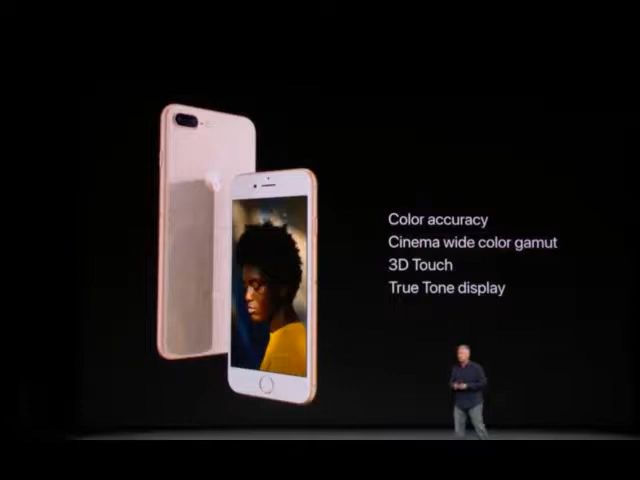 Color accuracy
Cinema wide color gamut
3D Touch
True Tone display